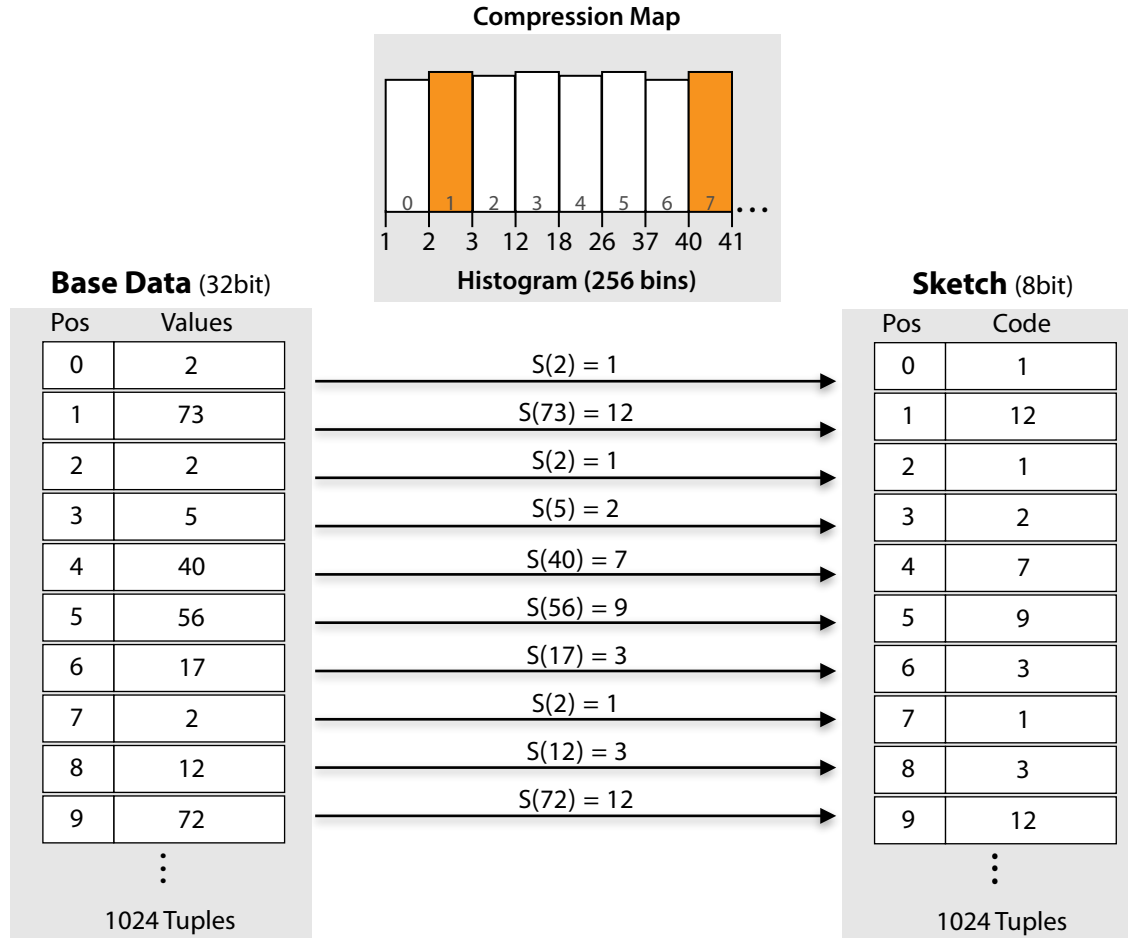 Compression Map
0 1 2 3 4 5 6 7 ...
1 2 3 12 18 26 37 40 41
Histogram (256 bins)
Base Data (32bit)
Pos Values
0 2
1 73
2 2
3 5
4 40
5 56
6 17
7 2
8 12
9 72
⋮
1024 Tuples
S(2) = 1
S(73) = 12
S(2) = 1
S(5) = 2
S(40) = 7
S(56) = 9
S(17) = 3
S(2) = 1
S(12) = 3
S(72) = 12
Sketch (8bit)
Pos Code
0 1
1 12
2 1
3 2
4 7
5 9
6 3
7 1
8 3
9 12
⋮
1024 Tuples